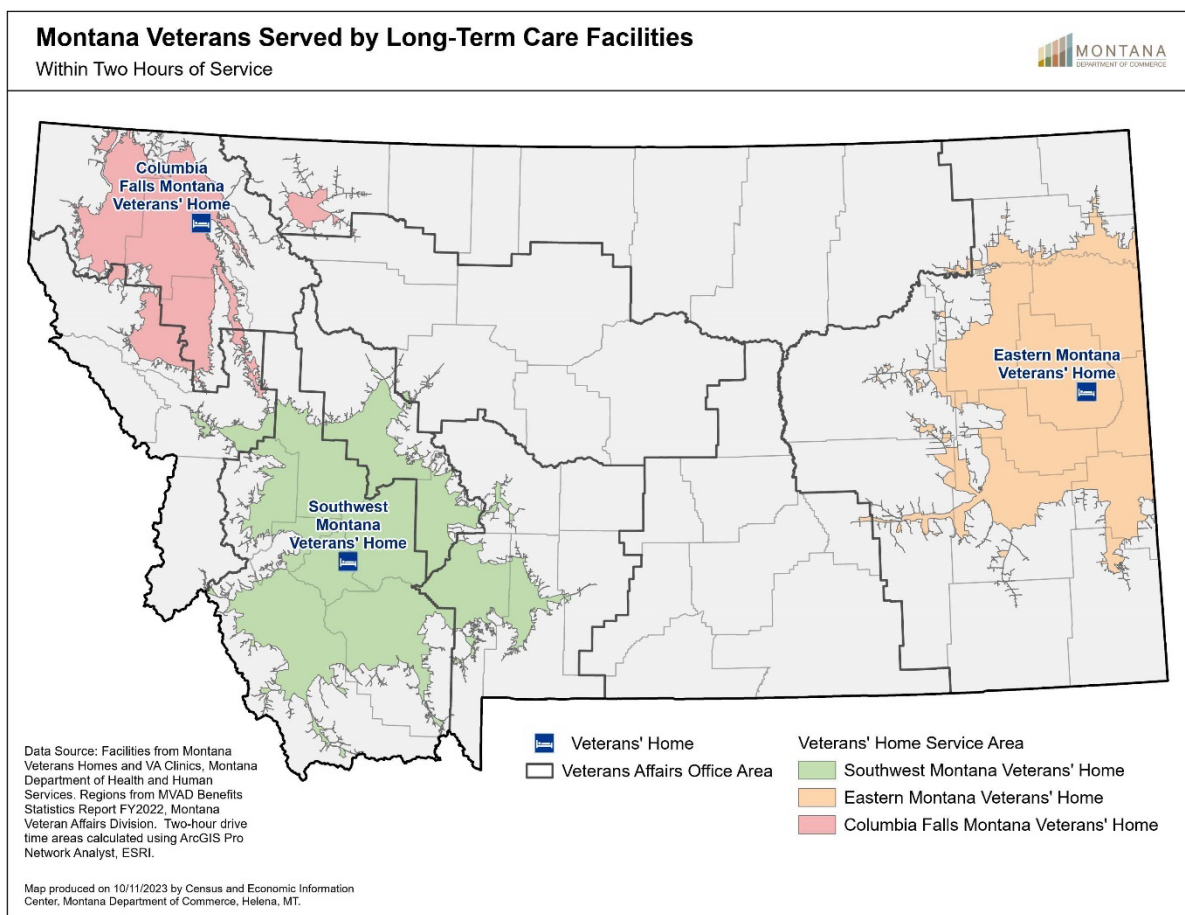 Montana Veterans Served by Long-Term Care Facilities
Within Two Hours of Service
MONTANA
DEPARTMENT OF COMMERCE
Columbia
Falls Montana
Veterans' Home
Eastern Montana
Veterans' Home
Southwest
Montana
Veterans' Home
Data Source: Facilities from Montana
Veterans Homes and VA Clinics, Montana
Department of Health and Human
Services. Regions from MVAD Benefits
Statistics Report FY2022, Montana
Veteran Affairs Division. Two-hour drive
time areas calculated using ArcGIS Pro
Network Analyst, ESRI.
Map produced on 10/11/2023 by Census and Economic Information
Center, Montana Department of Commerce, Helena, MT.
Veterans' Home
Veterans Affairs Office Area
Veterans' Home Service Area
Southwest Montana Veterans' Home
Eastern Montana Veterans' Home
Columbia Falls Montana Veterans' Home